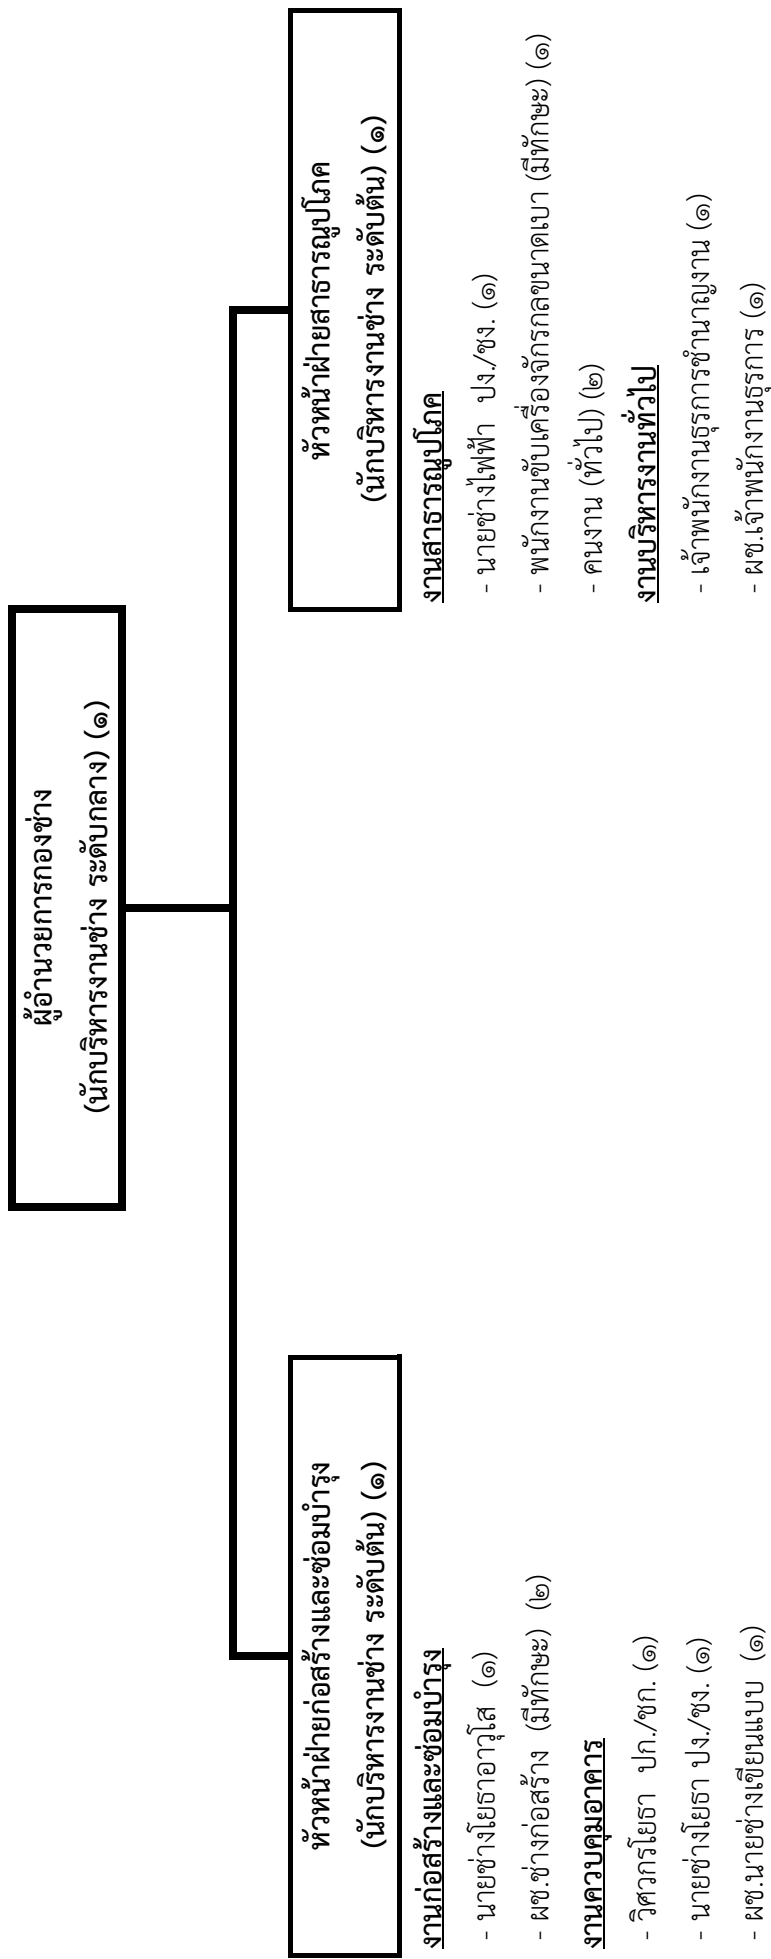 ผู้อำนวยการกองช่าง
(นักบริหารงานช่าง ระดับกลาง) (๑)
หัวหน้าฝ่ายก่อสร้างและซ่อมบำรุง
(นักบริหารงานช่าง ระดับต้น) (๑)
งานก่อสร้างและซ่อมบำรุง
- นายช่างโยธาอาวุโส (๑)
- ผช.ช่างก่อสร้าง (มีทักษะ) (๒)
งานควบคุมอาคาร
- วิศวกรโยธา ปก./ชก. (๑)
- นายช่างโยธา ปง./ชง. (๑)
- ผช.นายช่างเขียนแบบ (๑)
หัวหน้าฝ่ายสาธารณูปโภค
(นักบริหารงานช่าง ระดับต้น) (๑)
งานสาธารณูปโภค
- นายช่างไฟฟ้า ปง./ชง. (๑)
- พนักงานขับเครื่องจักรกลขนาดเบา (มีทักษะ) (๑)
- คนงาน (ทั่วไป) (๒)
งานบริหารงานทั่วไป
- เจ้าพนักงานธุรการชำนาญงาน (๑)
- ผช.เจ้าพนักงานธุรการ (๑)